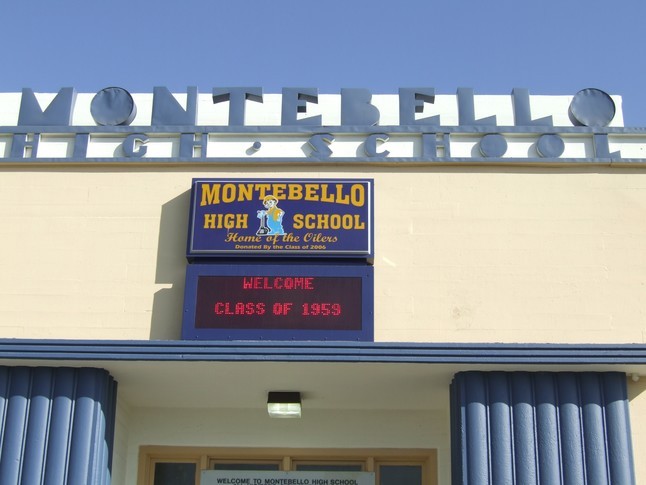 MONTEBELLO
HIGH · SCHOOL
MONTEBELLO
HIGH SCHOOL
Home of the Oilers
Donated By the Class of 2006
WELCOME
CLASS OF 1959
WELCOME TO MONTEBELLO HIGH SCHOOL